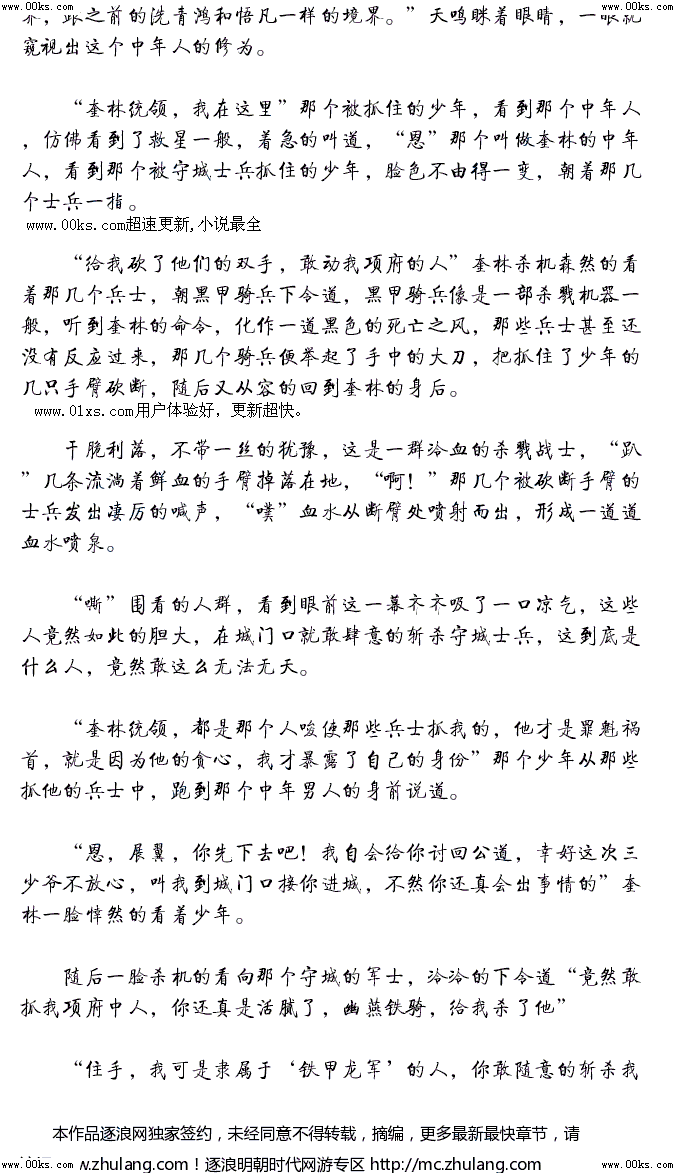 www.00ks.com www.00ks.com
界，跟之前的洗青鸿和悟凡一样的境界。”天鸣眯着眼睛，一眼就
窥视出这个中年人的修为。
“奎林统领，我在这里”那个被抓住的少年，看到那个中年人
，仿佛看到了救星一般，着急的叫道，“恩”那个叫做奎林的中年
人，看到那个被守城士兵抓住的少年，脸色不由得一变，朝着那几
个士兵一指。
www.00ks.com超速更新,小说最全
“给我砍了他们的双手，敢动我项府的人”奎林杀机森然的看
着那几个兵士，朝黑甲骑兵下令道，黑甲骑兵像是一部杀戮机器一
般，听到奎林的命令，化作一道黑色的死亡之风，那些兵士甚至还
没有反应过来，那几个骑兵便举起了手中的大刀，把抓住了少年的
几只手臂砍断，随后又从容的回到奎林的身后。
www.01xs.com用户体验好，更新超快。
干脆利落，不带一丝的犹豫，这是一群冷血的杀戮战士，“趴
”几条流淌着鲜血的手臂掉落在地，“啊！”那几个被砍断手臂的
士兵发出凄厉的喊声，“噗”血水从断臂处喷射而出，形成一道道
血水喷泉。
“嘶”围看的人群，看到眼前这一幕齐齐吸了一口凉气，这些
人竟然如此的胆大，在城门口就敢肆意的斩杀守城士兵，这到底是
什么人，竟然敢这么无法无天。
“奎林统领，都是那个人唆使那些兵士抓我的，他才是罪魁祸
首，就是因为他的贪心，我才暴露了自己的身份”那个少年从那些
抓他的兵士中，跑到那个中年男人的身前说道。
“恩，展翼，你先下去吧！我自会给你讨回公道，幸好这次三
少爷不放心，叫我到城门口接你进城，不然你还真会出事情的”奎
林一脸悻然的看着少年。
随后一脸杀机的看向那个守城的军士，冷冷的下令道“竟然敢
抓我项府中人，你还真是活腻了，幽燕铁骑，给我杀了他”
“住手，我可是隶属于‘铁甲龙军’的人，你敢随意的斩杀我
本作品逐浪网独家签约，未经同意不得转载，摘编，更多最新最快章节，请
www.zhulang.com！逐浪明朝时代网游专区 http://mc.zhulang.com
www.00ks.com www.00ks.com